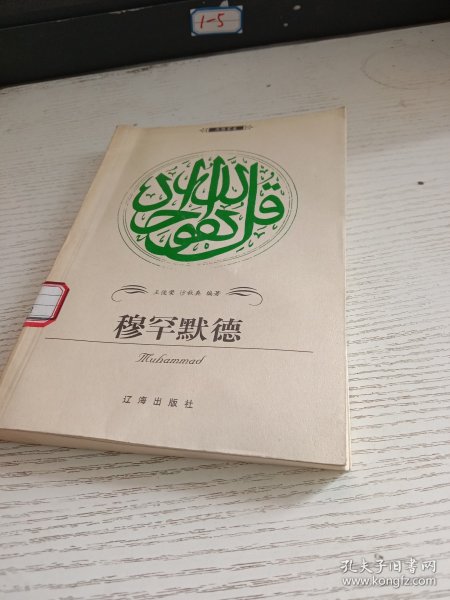 1-5
قل هو الله أحد
王俊荣 沙秋真 编著
穆罕默德
Muhammad
辽海出版社
孔夫子旧书网
www.kongfz.com